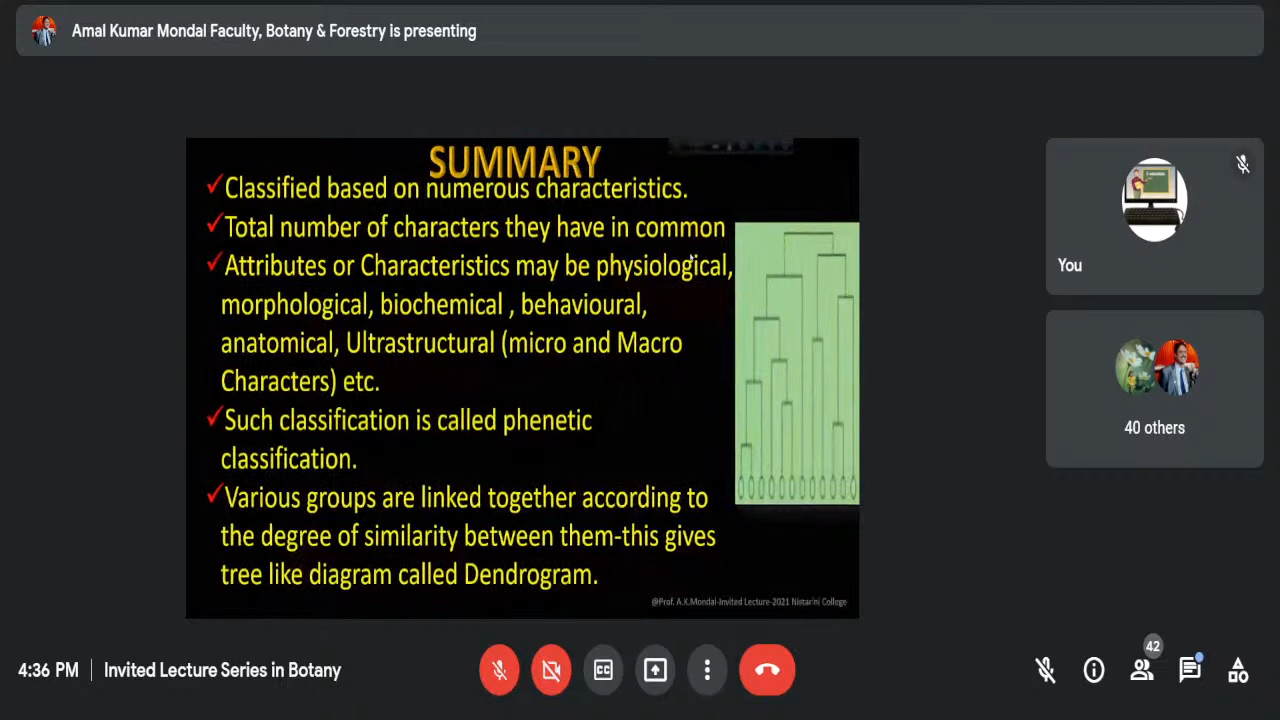 Amal Kumar Mondal Faculty, Botany & Forestry is presenting
SUMMARY
✓Classified based on numerous characteristics.
✓Total number of characters they have in common
✓Attributes or Characteristics may be physiological,
morphological, biochemical , behavioural,
anatomical, Ultrastructural (micro and Macro
Characters) etc.
✓Such classification is called phenetic
classification.
✓Various groups are linked together according to
the degree of similarity between them-this gives
tree like diagram called Dendrogram.
@Prof. A.K.Mondal-Invited Lecture-2021 Nistarini College
You
40 others
4:36 PM | Invited Lecture Series in Botany
CC
42